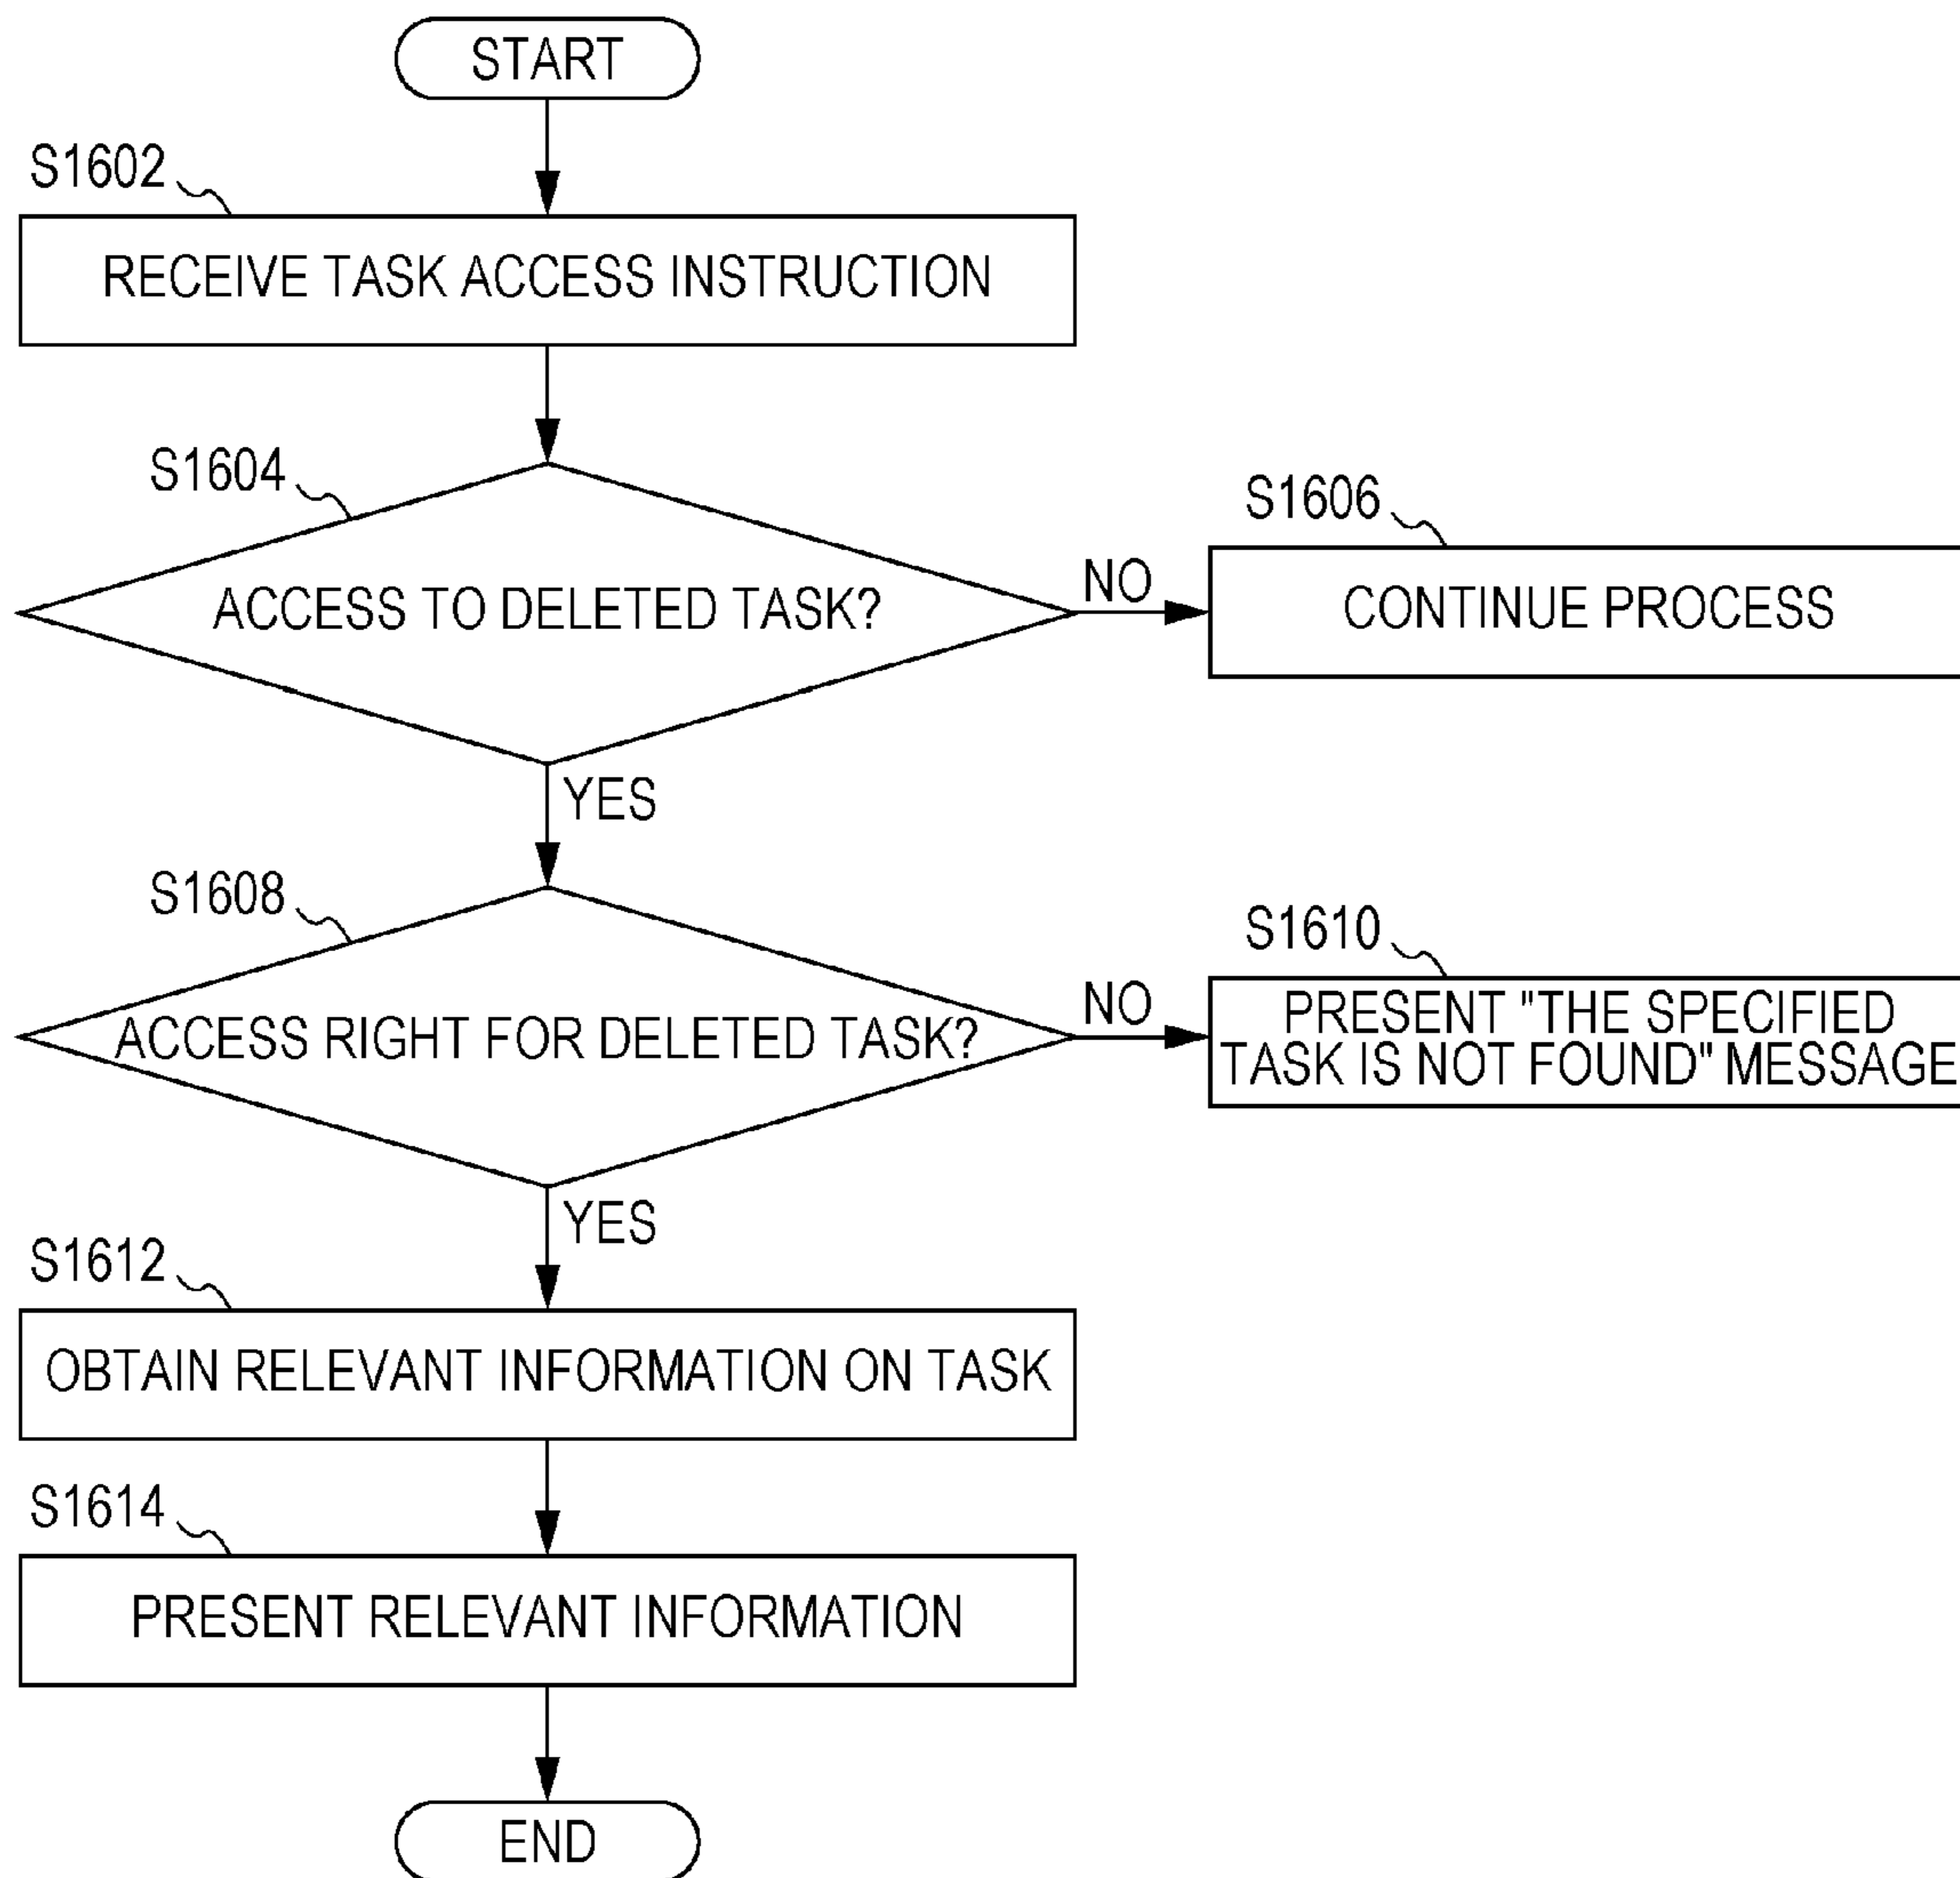 START
S1602
RECEIVE TASK ACCESS INSTRUCTION
S1604
ACCESS TO DELETED TASK?
NO
S1606
CONTINUE PROCESS
YES
S1608
ACCESS RIGHT FOR DELETED TASK?
NO
S1610
PRESENT "THE SPECIFIED
TASK IS NOT FOUND" MESSAGE
YES
S1612
OBTAIN RELEVANT INFORMATION ON TASK
S1614
PRESENT RELEVANT INFORMATION
END